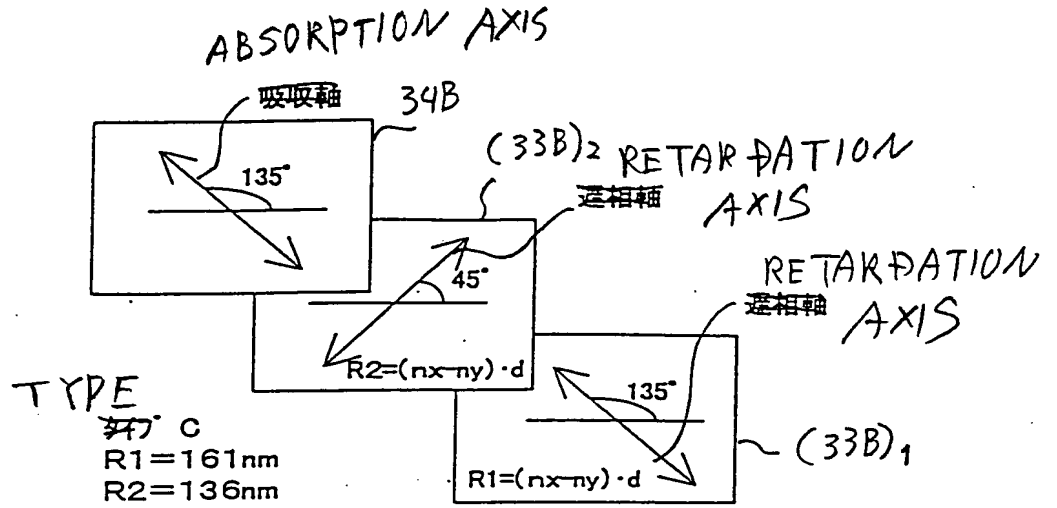 ABSORPTION AXIS
吸収軸
34B
135°
(33B)2 RETARDATION AXIS
遅相軸
45°
R2=(nx-ny)・d
RETARDATION AXIS
遅相軸
135°
R1=(nx-ny)・d
(33B)1
TYPE
タイプ C
R1=161nm
R2=136nm